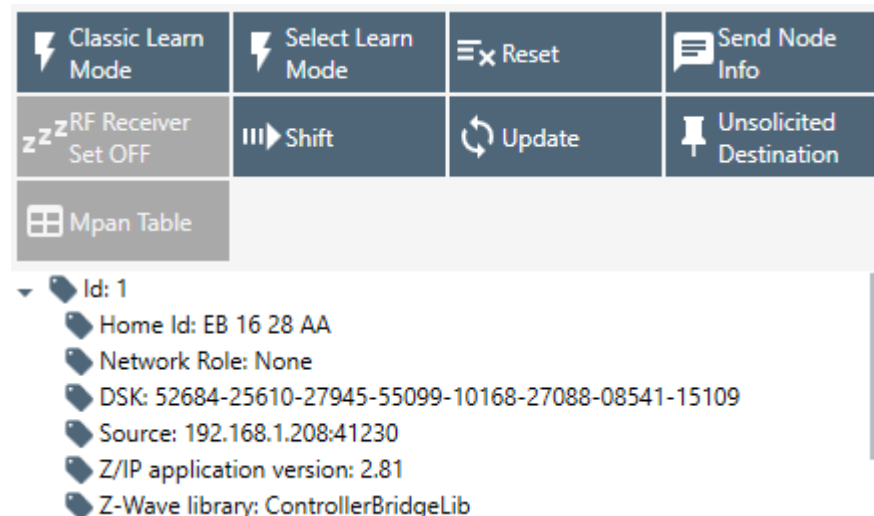 Classic Learn
Mode
Select Learn
Mode
Reset
Send Node
Info
zzZ RF Receiver
Set OFF
Shift
Update
Unsolicited
Destination
Mpan Table
Id: 1
Home Id: EB 16 28 AA
Network Role: None
DSK: 52684-25610-27945-55099-10168-27088-08541-15109
Source: 192.168.1.208:41230
Z/IP application version: 2.81
Z-Wave library: ControllerBridgeLib